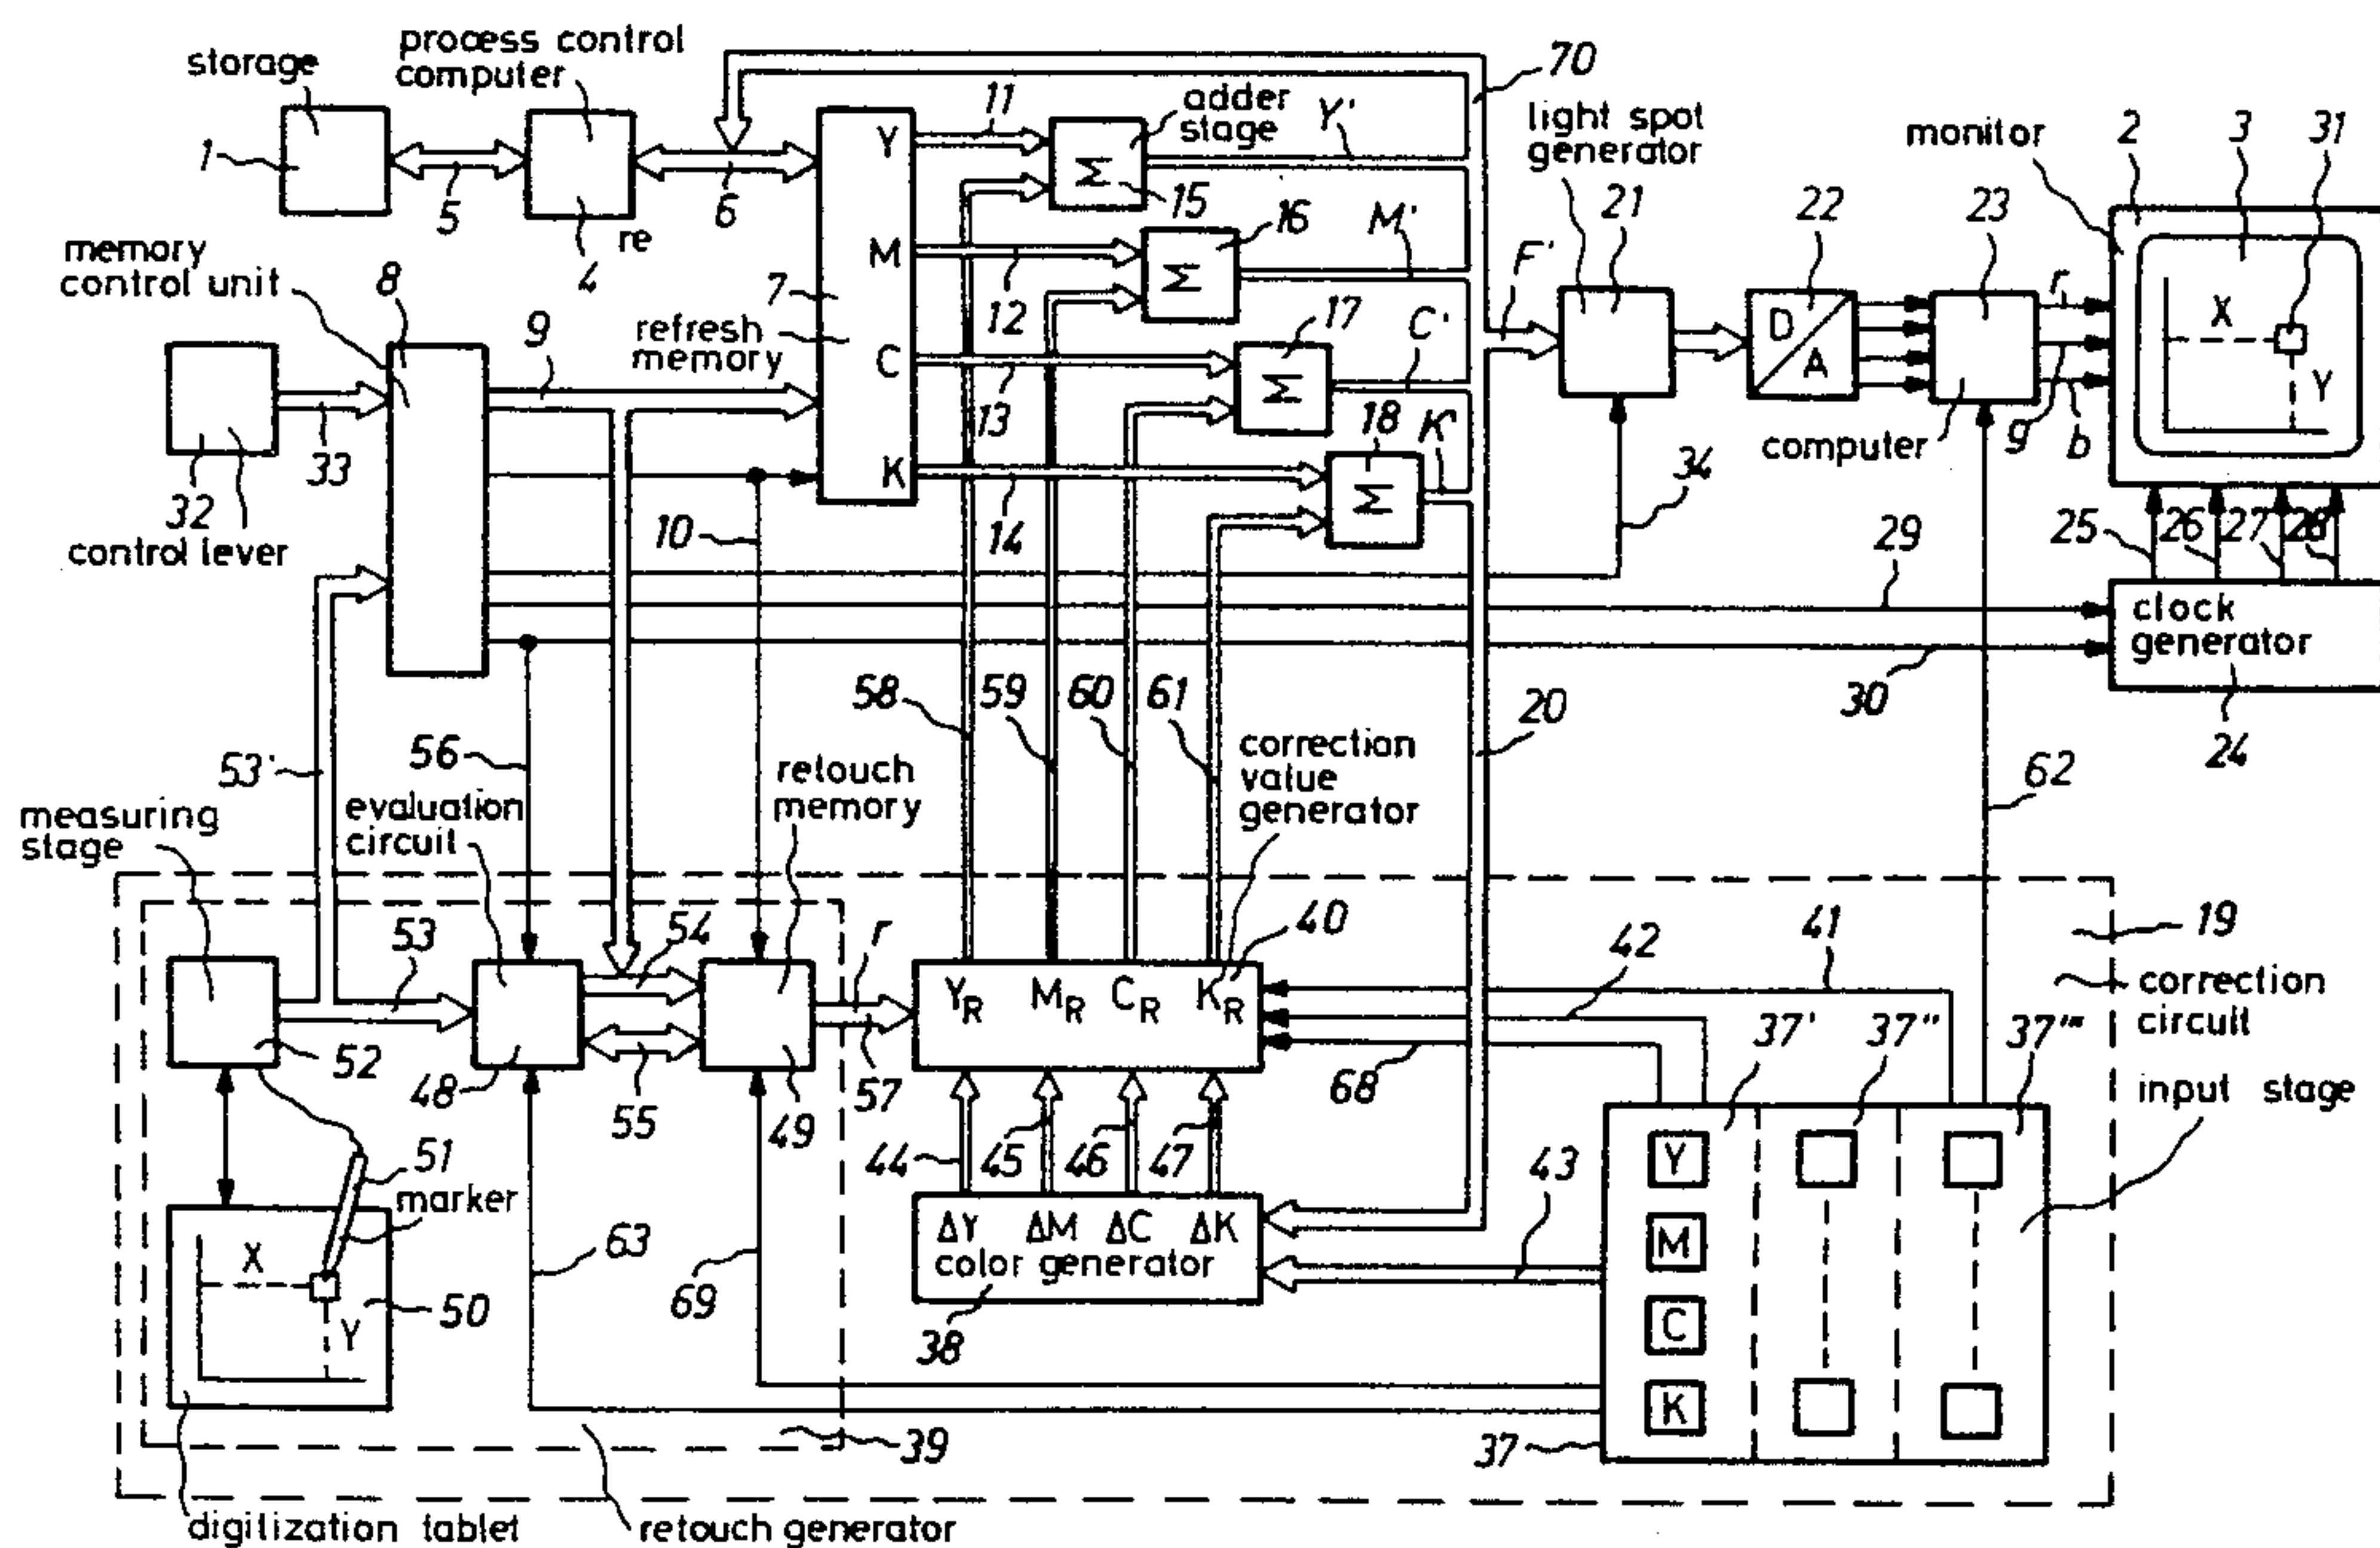 storage
process control
computer
1
5
4
re
6
70
11
adder
stage
Σ
15
Y'
light spot
generator
monitor
2
3
31
memory
control unit
8
9
7
refresh
memory
Y
M
C
K
12
13
14
Σ
16
M'
Σ
17
C'
Σ
18
K'
F'
21
22
D
A
23
computer
r
g
b
X
Y
32
33
control lever
10
34
29
30
25
26
27
28
clock
generator
24
53'
56
58
59
60
61
20
62
correction
value
generator
measuring
stage
evaluation
circuit
retouch
memory
53
54
r
40
42
41
19
correction
circuit
52
48
55
49
57
YR
MR
CR
KR
68
37'
37''
37'''
input stage
44
45
46
47
43
51
marker
63
69
ΔY
ΔM
ΔC
ΔK
color generator
38
Y
M
C
K
X
Y
50
39
37
digilization tablet
retouch generator